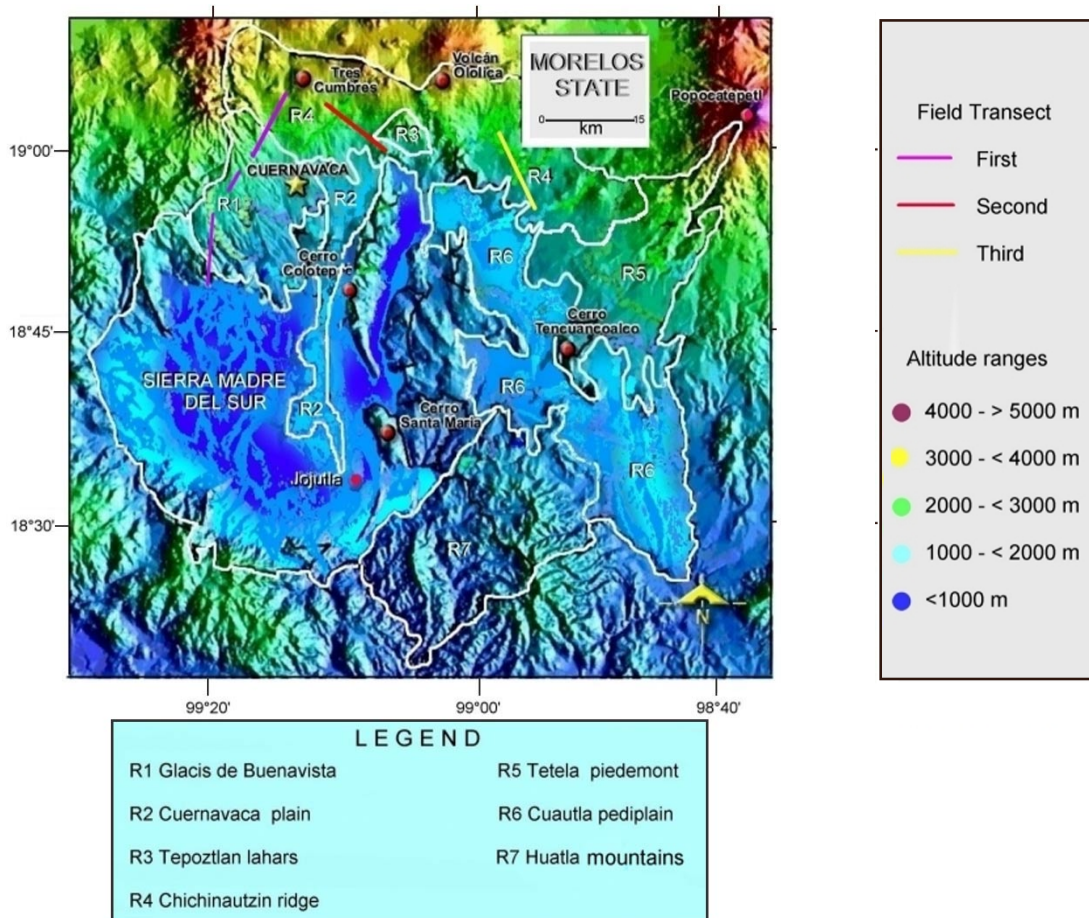 MORELOS
STATE
0 15
km
Tres
Cumbres
Volcán
Ololica
Popocatepetl
R4
R3
19°00'
CUERNAVACA
R4
R1
R2
R6
R5
Cerro
Colotepec
18°45'
Cerro
Tencuancoalco
SIERRA MADRE
DEL SUR
R6
R2
Cerro
Santa María
R6
Jojutla
18°30'
R7
N
99°20' 99°00' 98°40'
Field Transect
First
Second
Third
Altitude ranges
4000 - > 5000 m
3000 - < 4000 m
2000 - < 3000 m
1000 - < 2000 m
<1000 m
LEGEND
R1 Glacis de Buenavista
R2 Cuernavaca plain
R3 Tepoztlan lahars
R4 Chichinautzin ridge
R5 Tetela piedemont
R6 Cuautla pediplain
R7 Huatla mountains